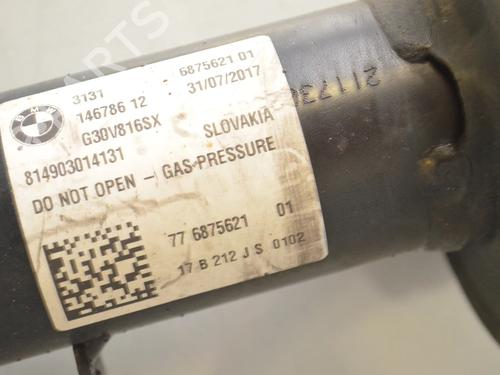 BMW
3131 6875621 01
146786 12 31/07/2017
G30V816SX SLOVAKIA
814903014131
DO NOT OPEN - GAS PRESSURE
77 6875621 01
17 B 212 J S 0102